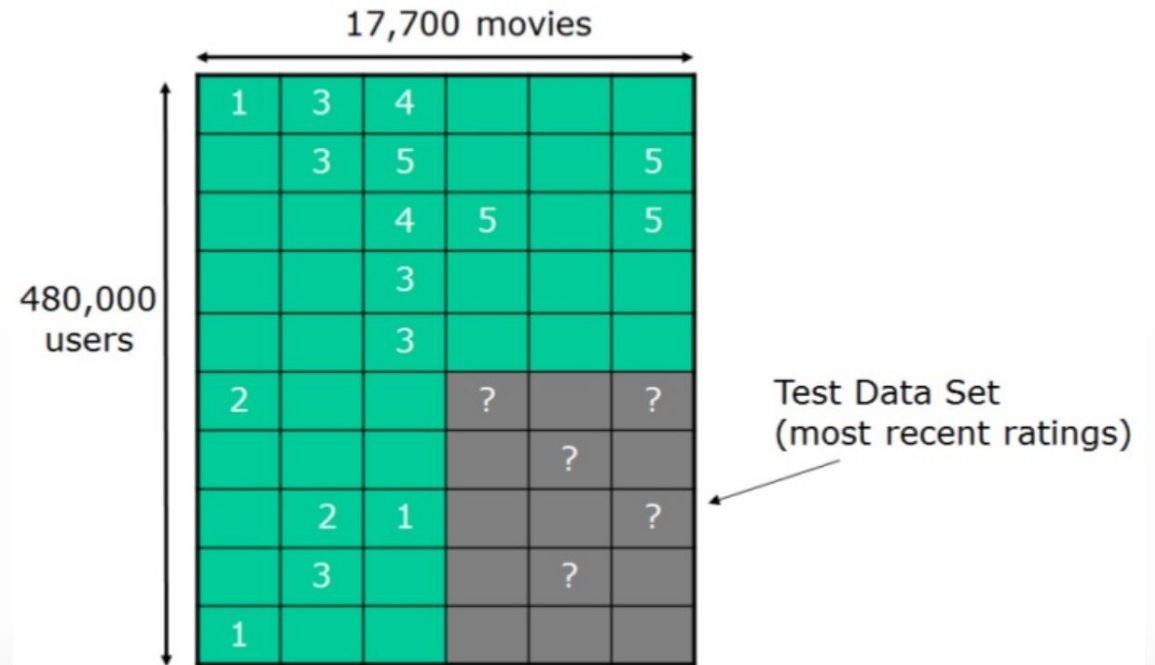 17,700 movies
1 3 4
3 5 5
4 5 5
480,000
users
3
3
2 ? ?
Test Data Set
(most recent ratings)
?
2 1 ?
3 ?
1